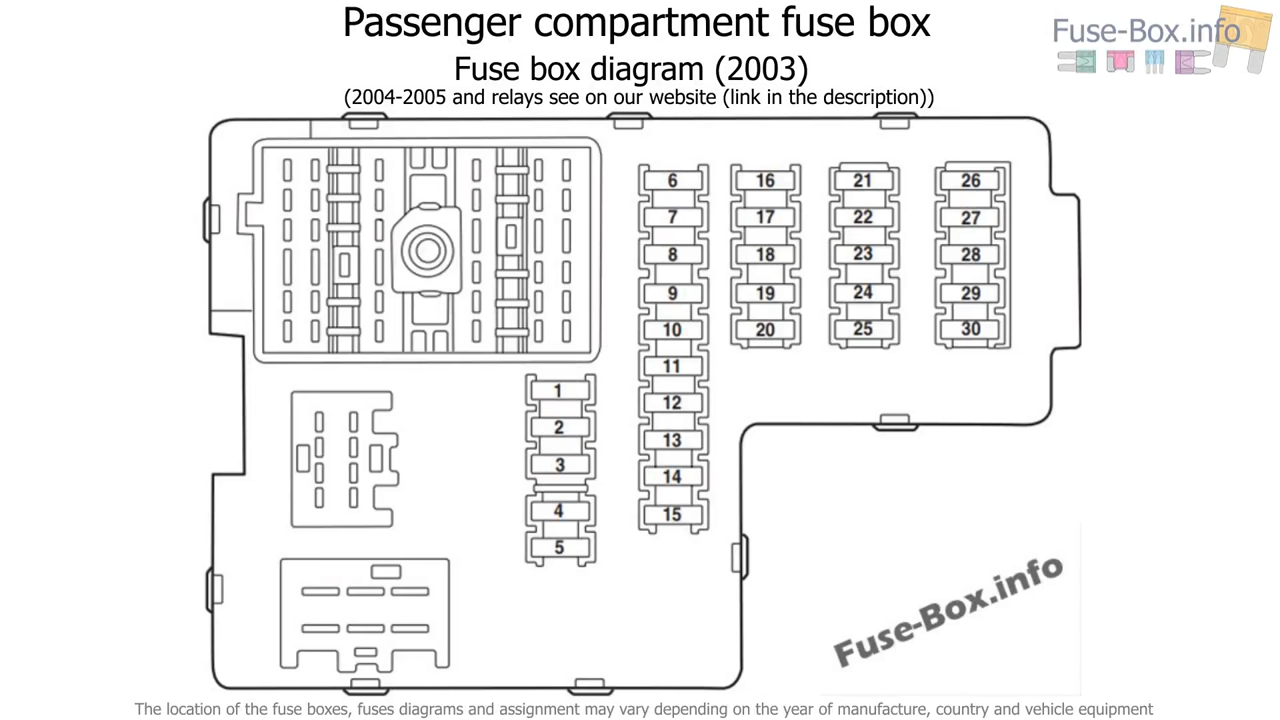 Passenger compartment fuse box
Fuse-Box.info
Fuse box diagram (2003)
(2004-2005 and relays see on our website (link in the description))
6 16 21 26
7 17 22 27
8 18 23 28
9 19 24 29
10 20 25 30
11
1
12
2
13
3
14
4
15
5
Fuse-Box.info
The location of the fuse boxes, fuses diagrams and assignment may vary depending on the year of manufacture, country and vehicle equipment